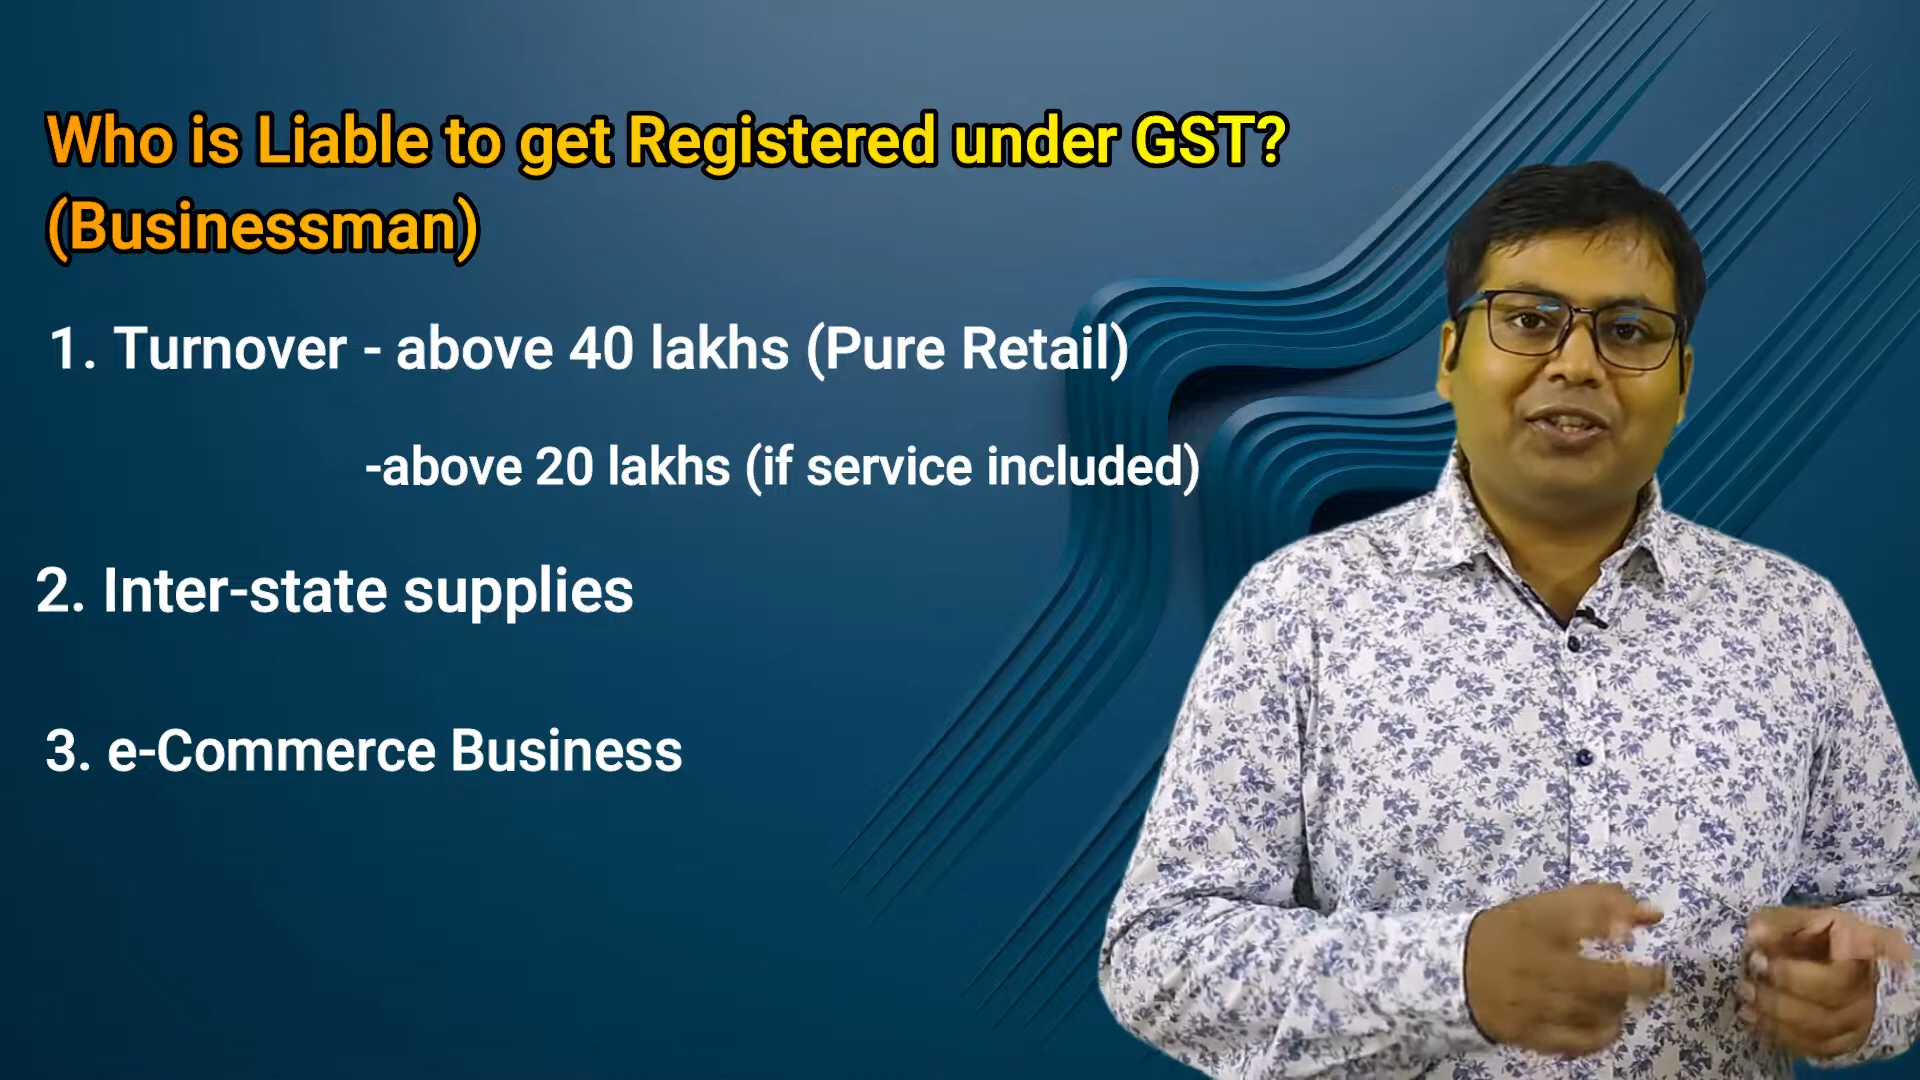 Who is Liable to get Registered under GST?
(Businessman)
1. Turnover - above 40 lakhs (Pure Retail)
-above 20 lakhs (if service included)
2. Inter-state supplies
3. e-Commerce Business